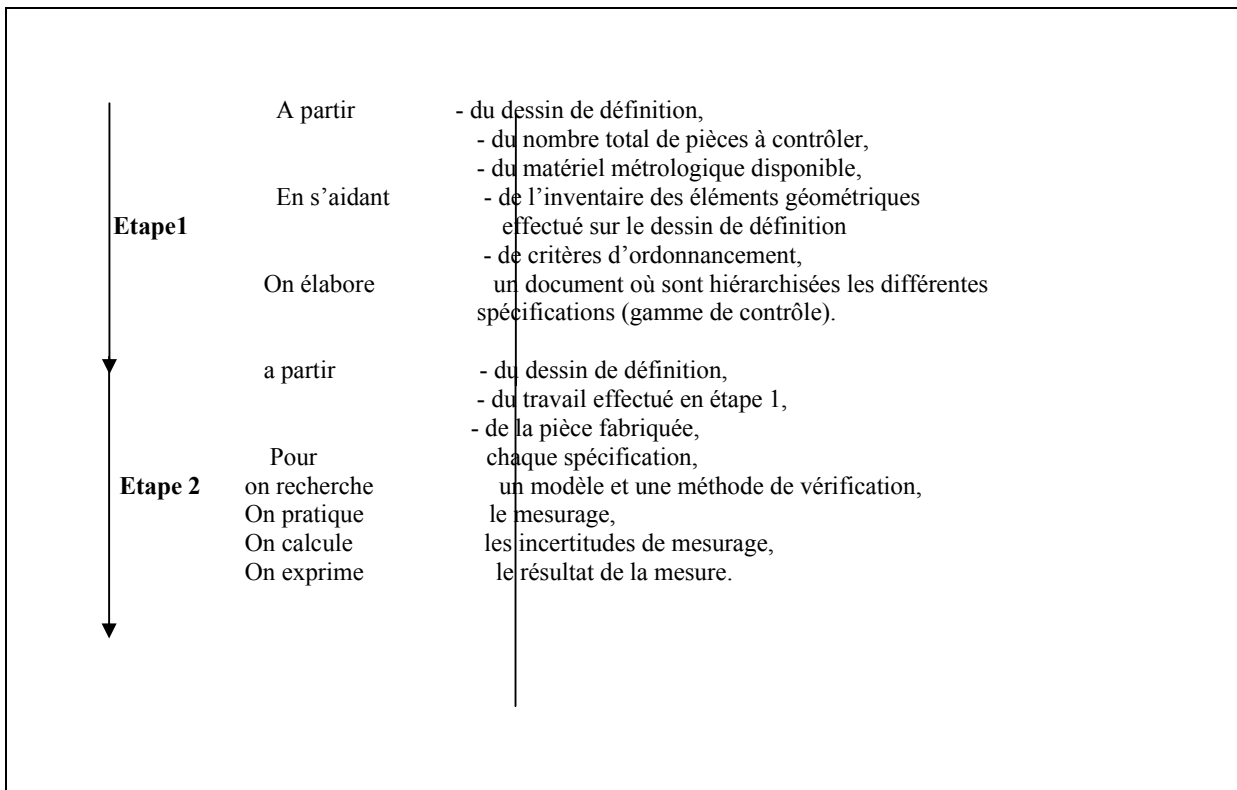 A partir - du dessin de définition,
- du nombre total de pièces à contrôler,
- du matériel métrologique disponible,
En s’aidant - de l’inventaire des éléments géométriques
Etape1 effectué sur le dessin de définition
- de critères d’ordonnancement,
On élabore un document où sont hiérarchisées les différentes
spécifications (gamme de contrôle).
a partir - du dessin de définition,
- du travail effectué en étape 1,
- de la pièce fabriquée,
Pour chaque spécification,
Etape 2 on recherche un modèle et une méthode de vérification,
On pratique le mesurage,
On calcule les incertitudes de mesurage,
On exprime le résultat de la mesure.